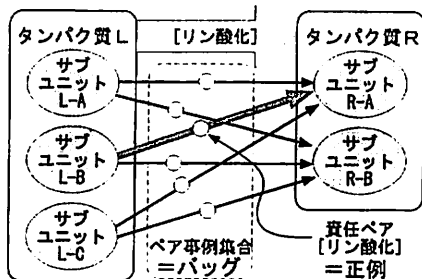 タンパク質L
[リン酸化]
タンパク質R
サブ
ユニット
L-A
サブ
ユニット
L-B
サブ
ユニット
L-C
サブ
ユニット
R-A
サブ
ユニット
R-B
ペア事例集合
＝バッグ
責任ペア
[リン酸化]
＝正例